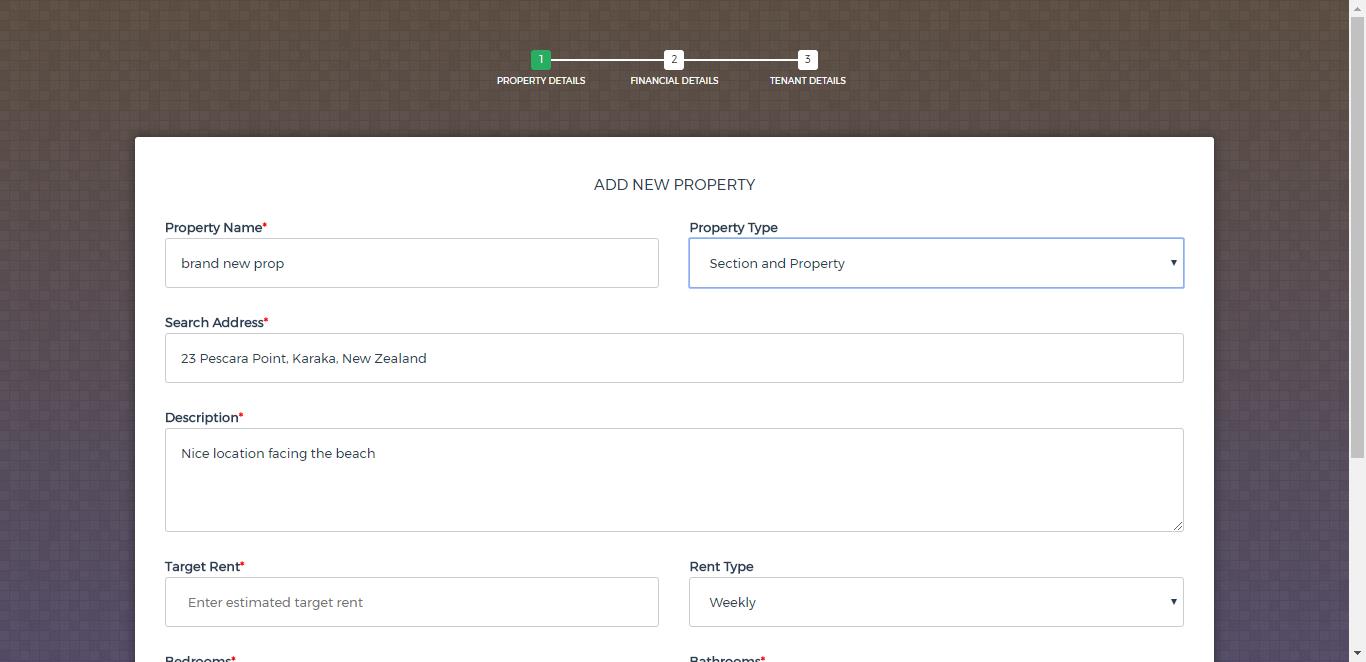 1 2 3
PROPERTY DETAILS FINANCIAL DETAILS TENANT DETAILS
ADD NEW PROPERTY
Property Name* Property Type
brand new prop Section and Property
Search Address*
23 Pescara Point, Karaka, New Zealand
Description*
Nice location facing the beach
Target Rent* Rent Type
Enter estimated target rent Weekly
Bedrooms* Bathrooms*